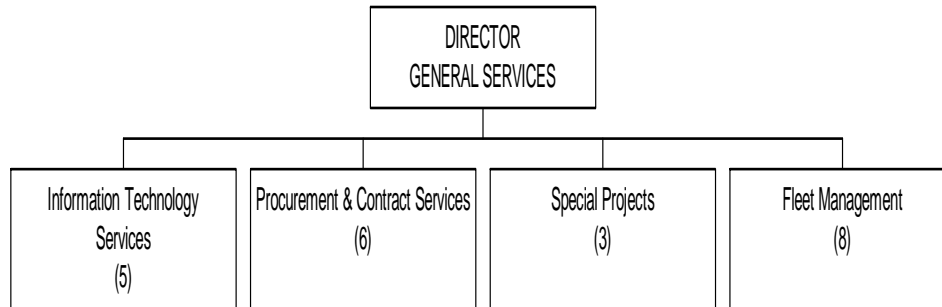 DIRECTOR
GENERAL SERVICES
Information Technology
Services
(5)
Procurement & Contract Services
(6)
Special Projects
(3)
Fleet Management
(8)